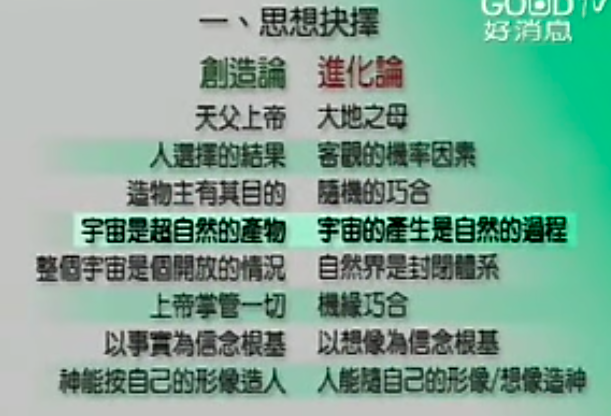 GOOD TV
好消息
一、思想抉擇
創造論 進化論
天父上帝 大地之母
人選擇的結果 客觀的機率因素
造物主有其目的 隨機的巧合
宇宙是超自然的產物 宇宙的產生是自然的過程
整個宇宙是個開放的情況 自然界是封閉體系
上帝掌管一切 機緣巧合
以事實為信念根基 以想像為信念根基
神能按自己的形像造人 人能隨自己的形像/想像造神